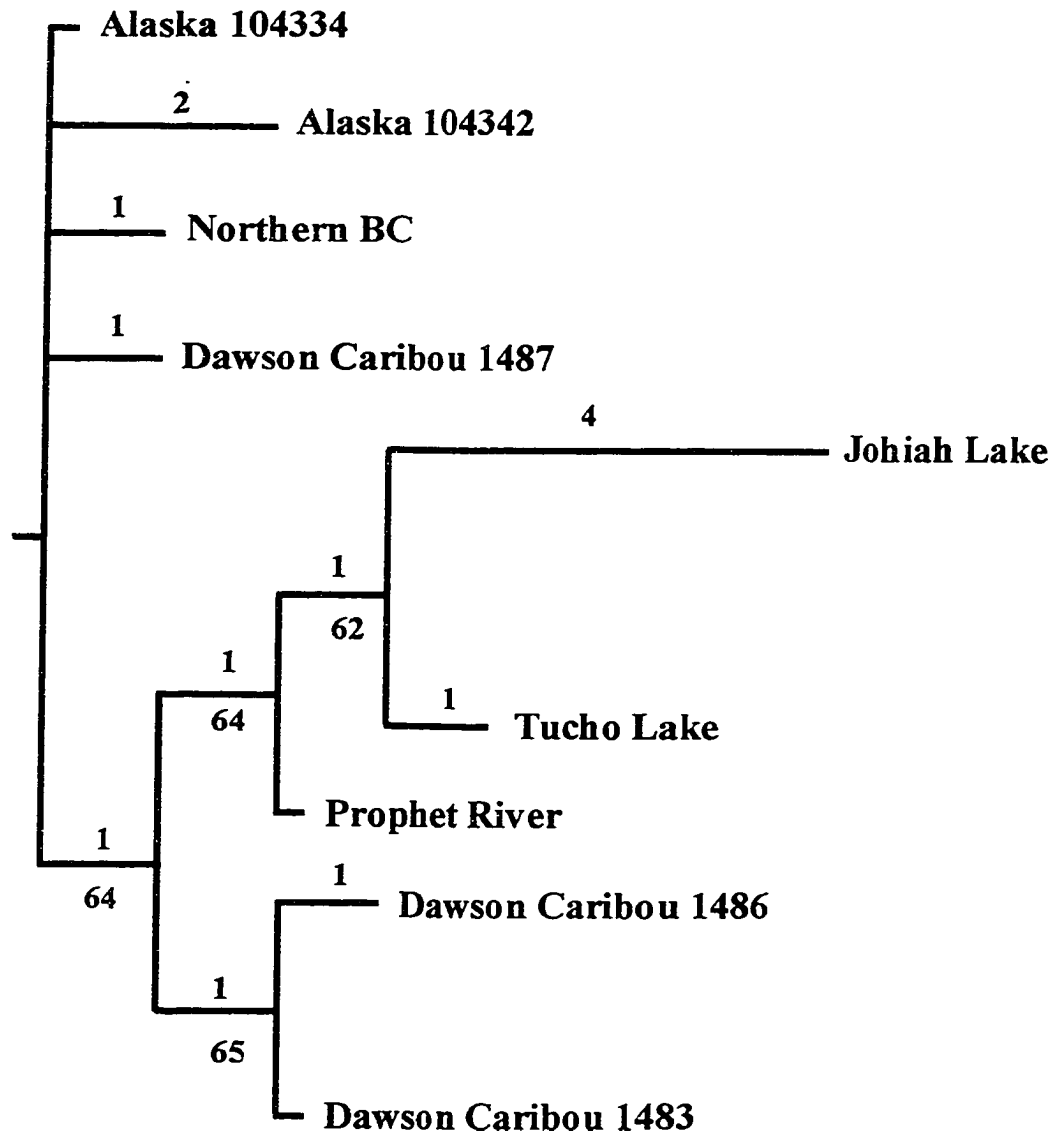 Alaska 104334
2
Alaska 104342
1
Northern BC
1
Dawson Caribou 1487
4
Johiah Lake
1
62
1
64
1
Tucho Lake
Prophet River
1
64
1
Dawson Caribou 1486
1
65
Dawson Caribou 1483